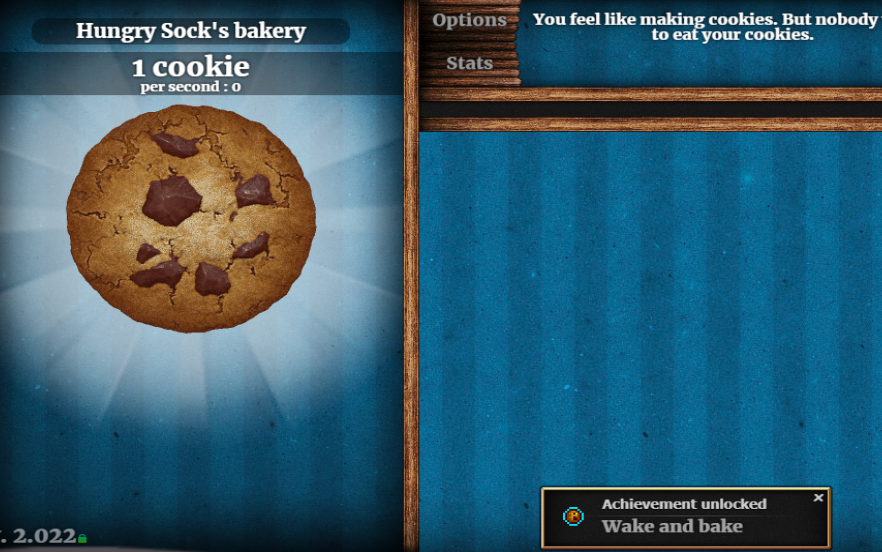 Hungry Sock's bakery
1 cookie
per second : 0
Options
Stats
You feel like making cookies. But nobody
to eat your cookies.
Achievement unlocked
Wake and bake
. 2.022